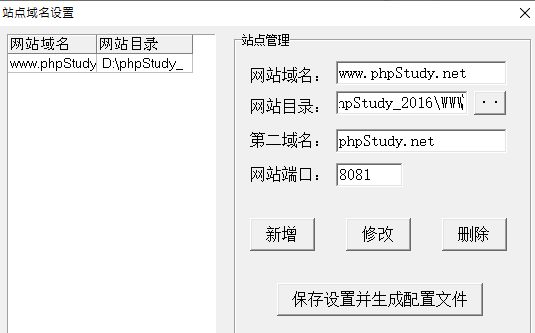 站点域名设置
网站域名 网站目录
www.phpStudy D:\phpStudy_
站点管理
网站域名： www.phpStudy.net
网站目录： hpStudy_2016\WWW ..
第二域名： phpStudy.net
网站端口： 8081
新增 修改 删除
保存设置并生成配置文件